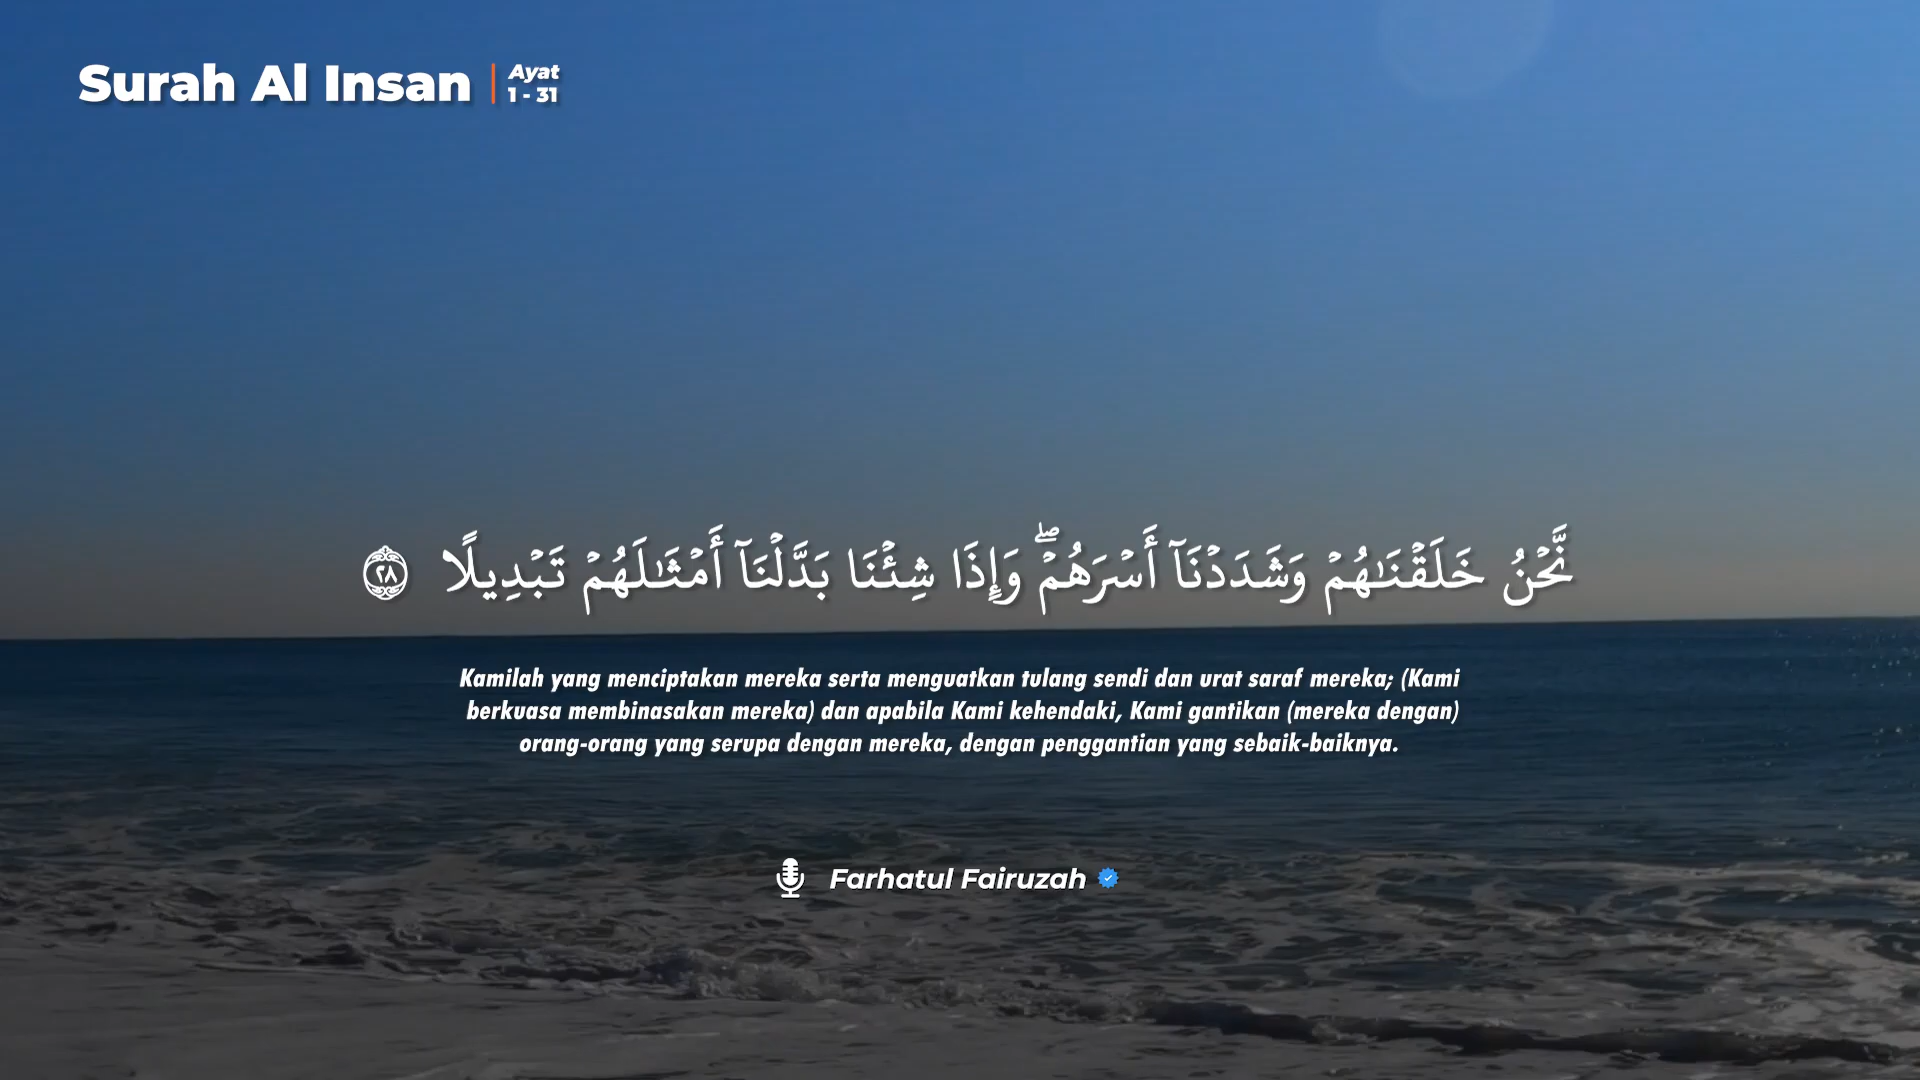 Surah Al Insan
Ayat
1 - 31
نَّحْنُ خَلَقْنَـٰهُمْ وَشَدَدْنَآ أَسْرَهُمْ ۖ وَإِذَا شِئْنَا بَدَّلْنَآ أَمْثَـٰلَهُمْ تَبْدِيلًا ٢٨
Kamilah yang menciptakan mereka serta menguatkan tulang sendi dan urat saraf mereka; (Kami
berkuasa membinasakan mereka) dan apabila Kami kehendaki, Kami gantikan (mereka dengan)
orang-orang yang serupa dengan mereka, dengan penggantian yang sebaik-baiknya.
Farhatul Fairuzah